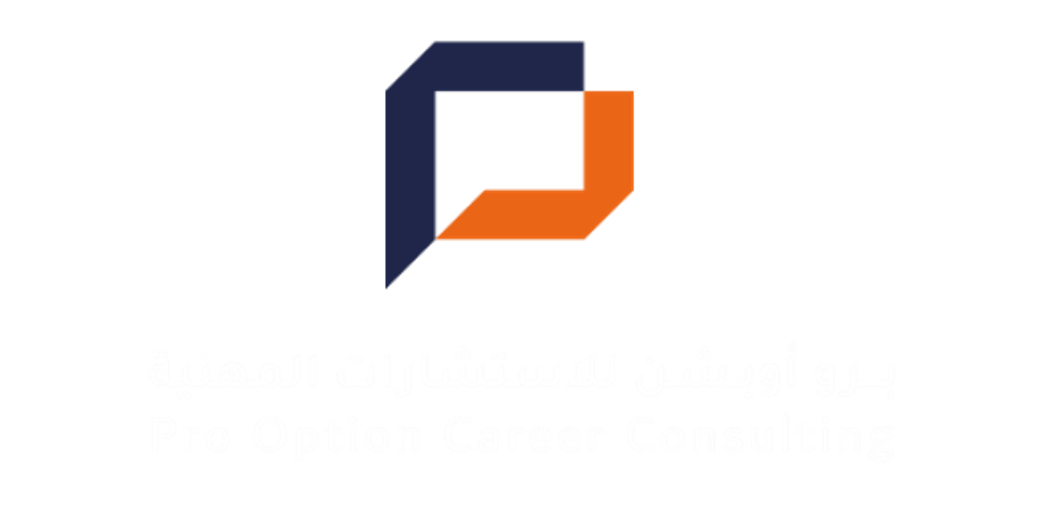 برو أوبشن للاستشارات المهنية
Pro Option Career Consulting